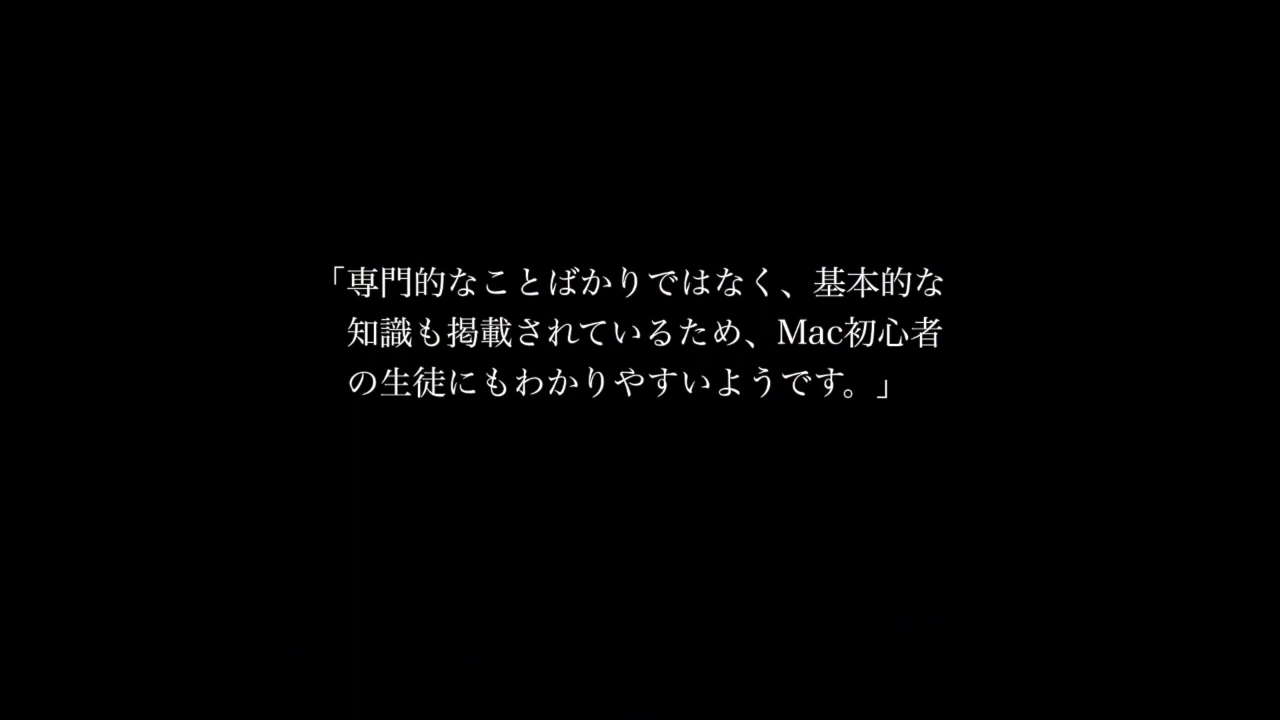 「専門的なことばかりではなく、基本的な
知識も掲載されているため、Mac初心者
の生徒にもわかりやすいようです。」